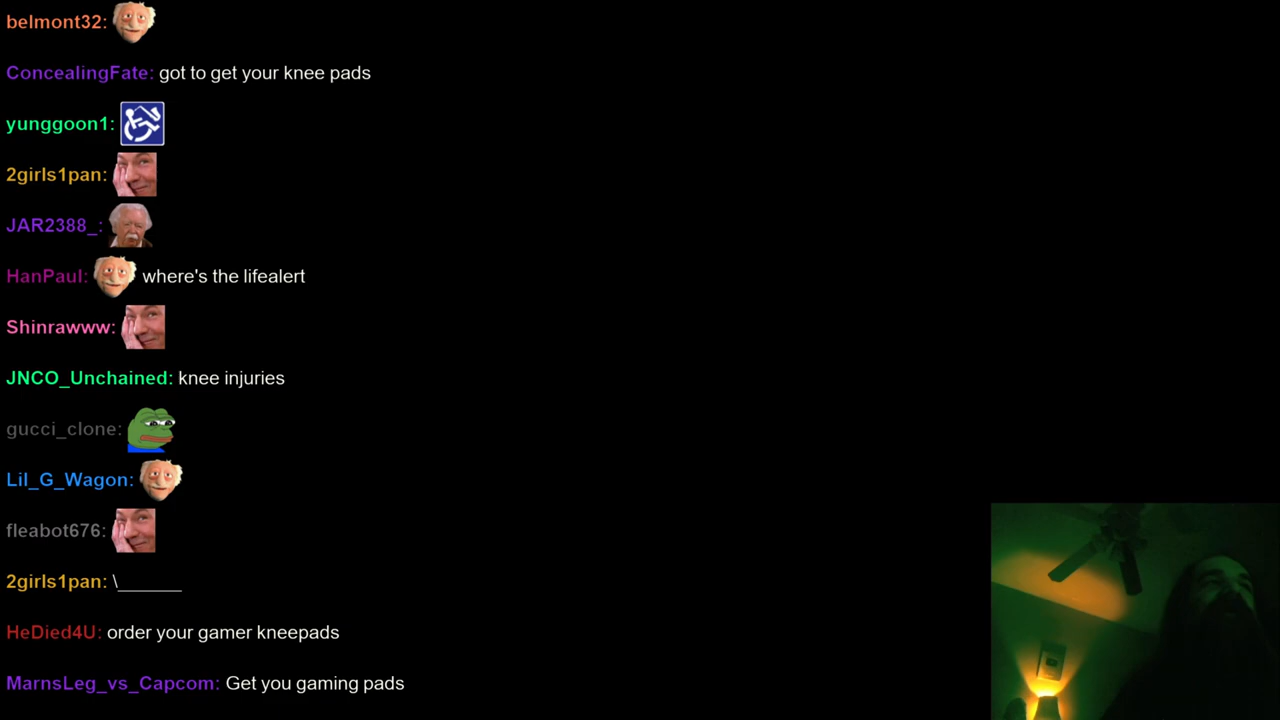 belmont32:
ConcealingFate: got to get your knee pads
yunggoon1:
2girls1pan:
JAR2388_:
HanPaul: where's the lifealert
Shinrawww:
JNCO_Unchained: knee injuries
gucci_clone:
Lil_G_Wagon:
fleabot676:
2girls1pan: \______
HeDied4U: order your gamer kneepads
MarnsLeg_vs_Capcom: Get you gaming pads